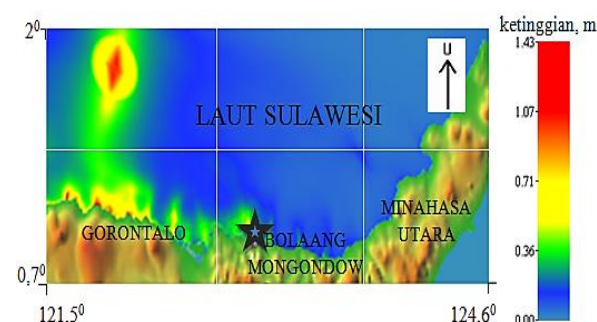 ketinggian, m
2⁰
U
1.43
LAUT SULAWESI
1.07
0.71
MINAHASA
UTARA
GORONTALO
BOLAANG
MONGONDOW
0.36
0,7⁰
0.00
121,5⁰
124.6⁰